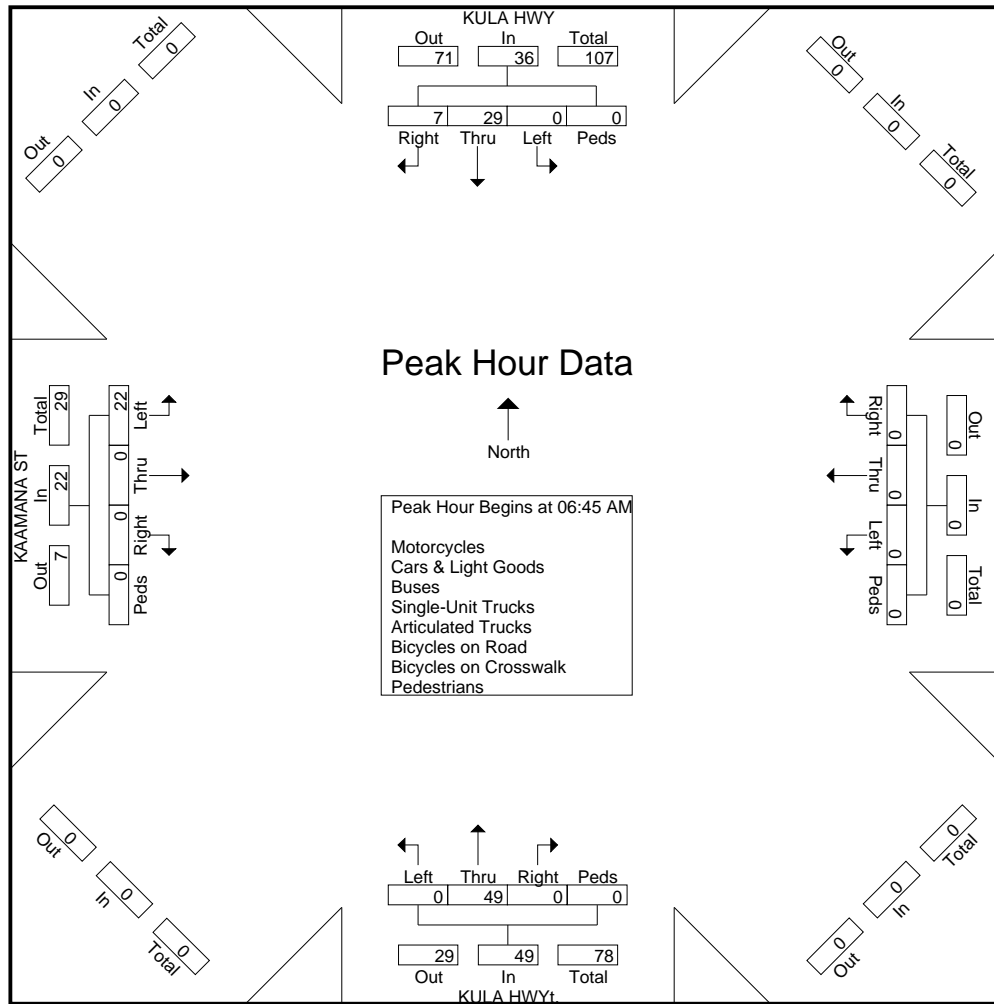 KULA HWY
Out In Total
71 36 107
7 29 0 0
Right Thru Left Peds
Out In Total
0 0 0
Out In Total
0 0 0
Peak Hour Data
North
Peak Hour Begins at 06:45 AM
Motorcycles
Cars & Light Goods
Buses
Single-Unit Trucks
Articulated Trucks
Bicycles on Road
Bicycles on Crosswalk
Pedestrians
KAAMANA ST
Out In Total
7 22 29
0 0 0 22
Peds Right Thru Left
Right Thru Left Peds
0 0 0 0
0 0 0
Out In Total
0 0 0
Out In Total
0 0 0
Out In Total
Left Thru Right Peds
0 49 0 0
29 49 78
Out In Total
KULA HWYt.